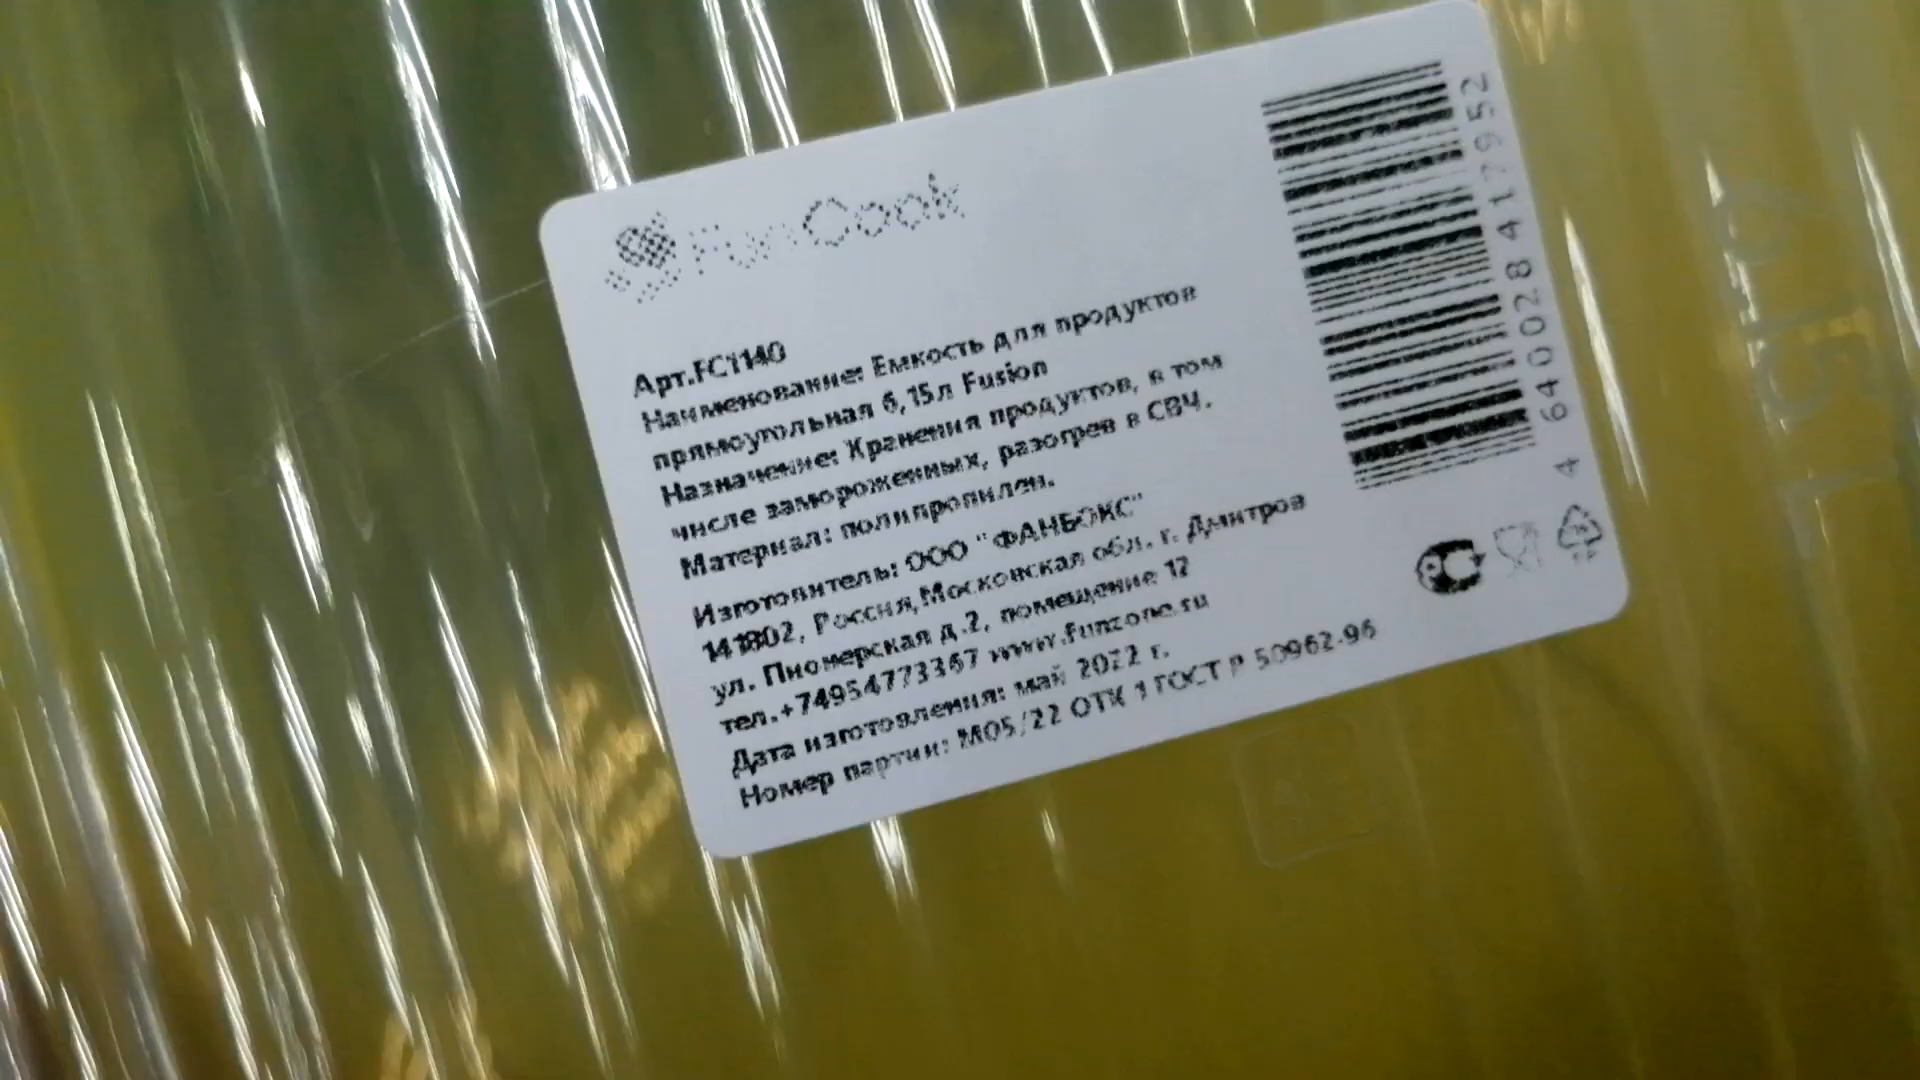 FunCook
Арт.FC1140
Наименование: Емкость для продуктов
прямоугольная 6,15л Fusion
Назначение: Хранения продуктов, в том
числе замороженных, разогрев в СВЧ.
Материал: полипропилен.
Изготовитель: ООО "ФАНБОКС"
141802, Россия,Московская обл. г. Дмитров
ул. Пионерская д.2, помещение 12
тел.+74954773367 www.funzone.ru
Дата изготовления: май 2022 г.
Номер партии: М05/22 ОТК 1 ГОСТ Р 50962-96
4 640028 417952